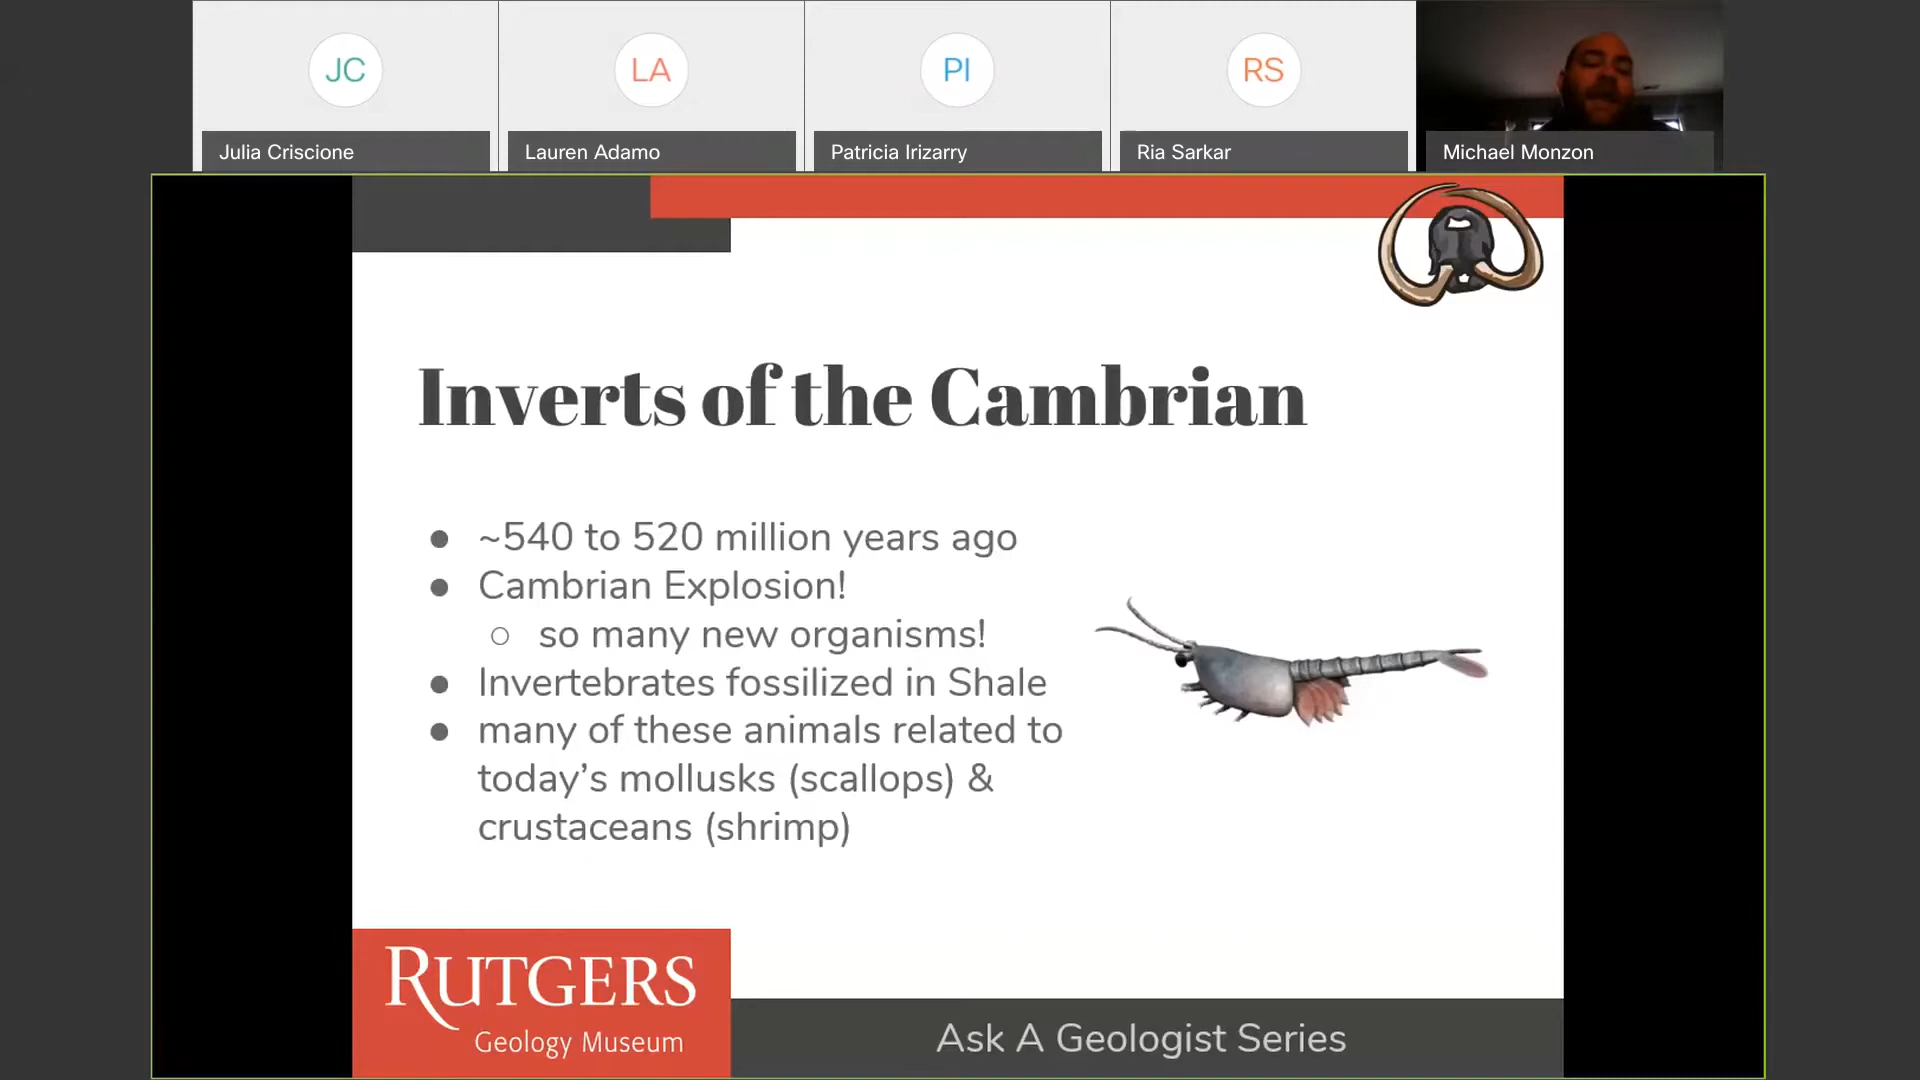 JC
LA
PI
RS
Julia Criscione
Lauren Adamo
Patricia Irizarry
Ria Sarkar
Michael Monzon
Inverts of the Cambrian
● ~540 to 520 million years ago
● Cambrian Explosion!
○ so many new organisms!
● Invertebrates fossilized in Shale
● many of these animals related to
today’s mollusks (scallops) &
crustaceans (shrimp)
RUTGERS
Geology Museum
Ask A Geologist Series